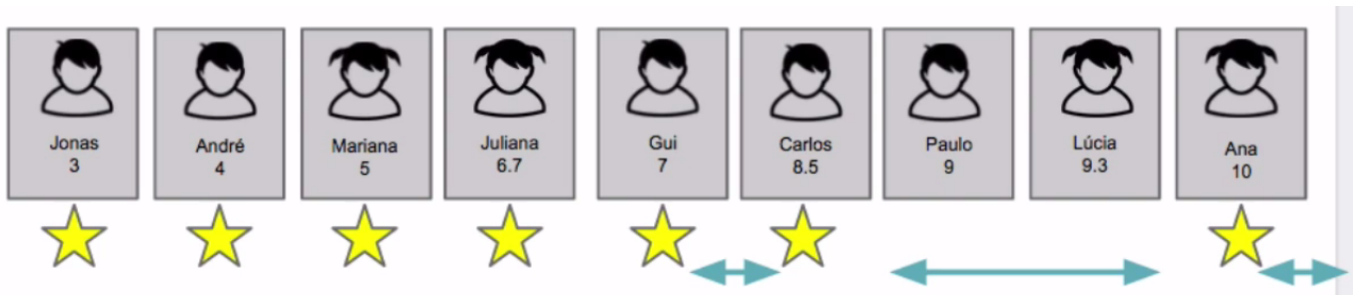 Jonas
3
André
4
Mariana
5
Juliana
6.7
Gui
7
Carlos
8.5
Paulo
9
Lúcia
9.3
Ana
10